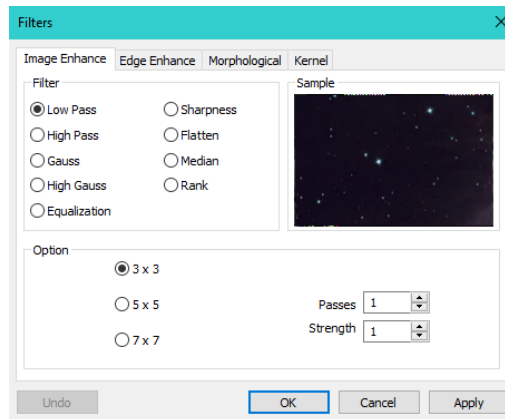 Filters
Image Enhance Edge Enhance Morphological Kernel
Filter
Sample
Low Pass Sharpness
High Pass Flatten
Gauss Median
High Gauss Rank
Equalization
Option
3 x 3
5 x 5
Passes 1
Strength 1
7 x 7
Undo OK Cancel Apply